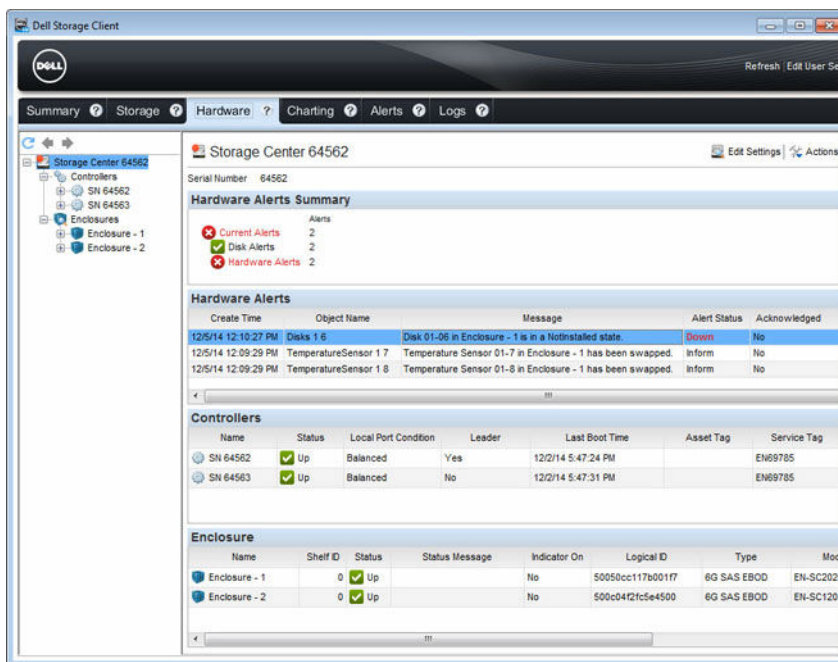 Dell Storage Client
DELL
Refresh Edit User Se
Summary ? Storage ? Hardware ? Charting ? Alerts ? Logs ?
Storage Center 64562
Controllers
SN 64562
SN 64563
Enclosures
Enclosure - 1
Enclosure - 2
Storage Center 64562
Edit Settings Actions
Serial Number 64562
Hardware Alerts Summary
Alerts
Current Alerts 2
Disk Alerts 2
Hardware Alerts 2
Hardware Alerts
Create Time Object Name Message Alert Status Acknowledged
12/5/14 12:10:27 PM Disks 1 6 Disk 01-06 in Enclosure - 1 is in a NotInstalled state. Down No
12/5/14 12:09:29 PM TemperatureSensor 1 7 Temperature Sensor 01-7 in Enclosure - 1 has been swapped. Inform No
12/5/14 12:09:29 PM TemperatureSensor 1 8 Temperature Sensor 01-8 in Enclosure - 1 has been swapped. Inform No
Controllers
Name Status Local Port Condition Leader Last Boot Time Asset Tag Service Tag
SN 64562 Up Balanced Yes 12/2/14 5:47:24 PM EN69785
SN 64563 Up Balanced No 12/2/14 5:47:31 PM EN69785
Enclosure
Name Shelf ID Status Status Message Indicator On Logical ID Type Mod
Enclosure - 1 0 Up No 50050cc117b001f7 6G SAS EBOD EN-SC202
Enclosure - 2 0 Up No 500c04f2fc5e4500 6G SAS EBOD EN-SC120